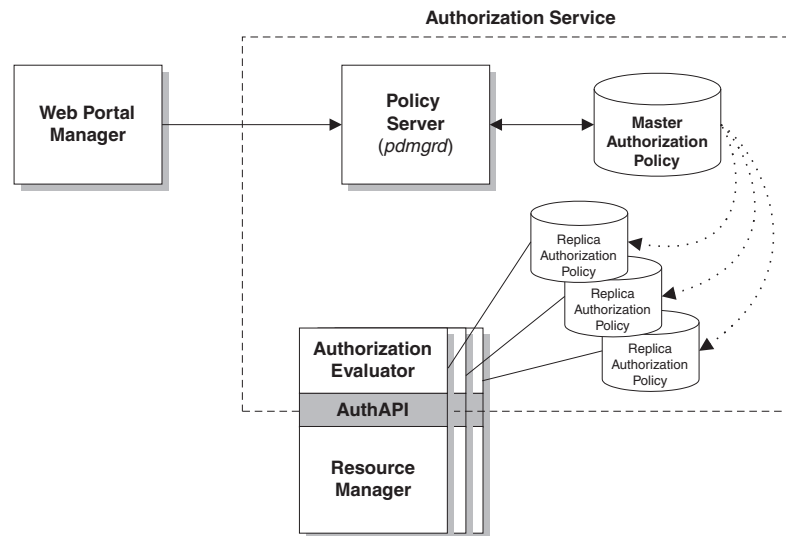 Authorization Service
Web Portal
Manager
Policy
Server
(pdmgrd)
Master
Authorization
Policy
Replica
Authorization
Policy
Replica
Authorization
Policy
Replica
Authorization
Policy
Authorization
Evaluator
AuthAPI
Resource
Manager